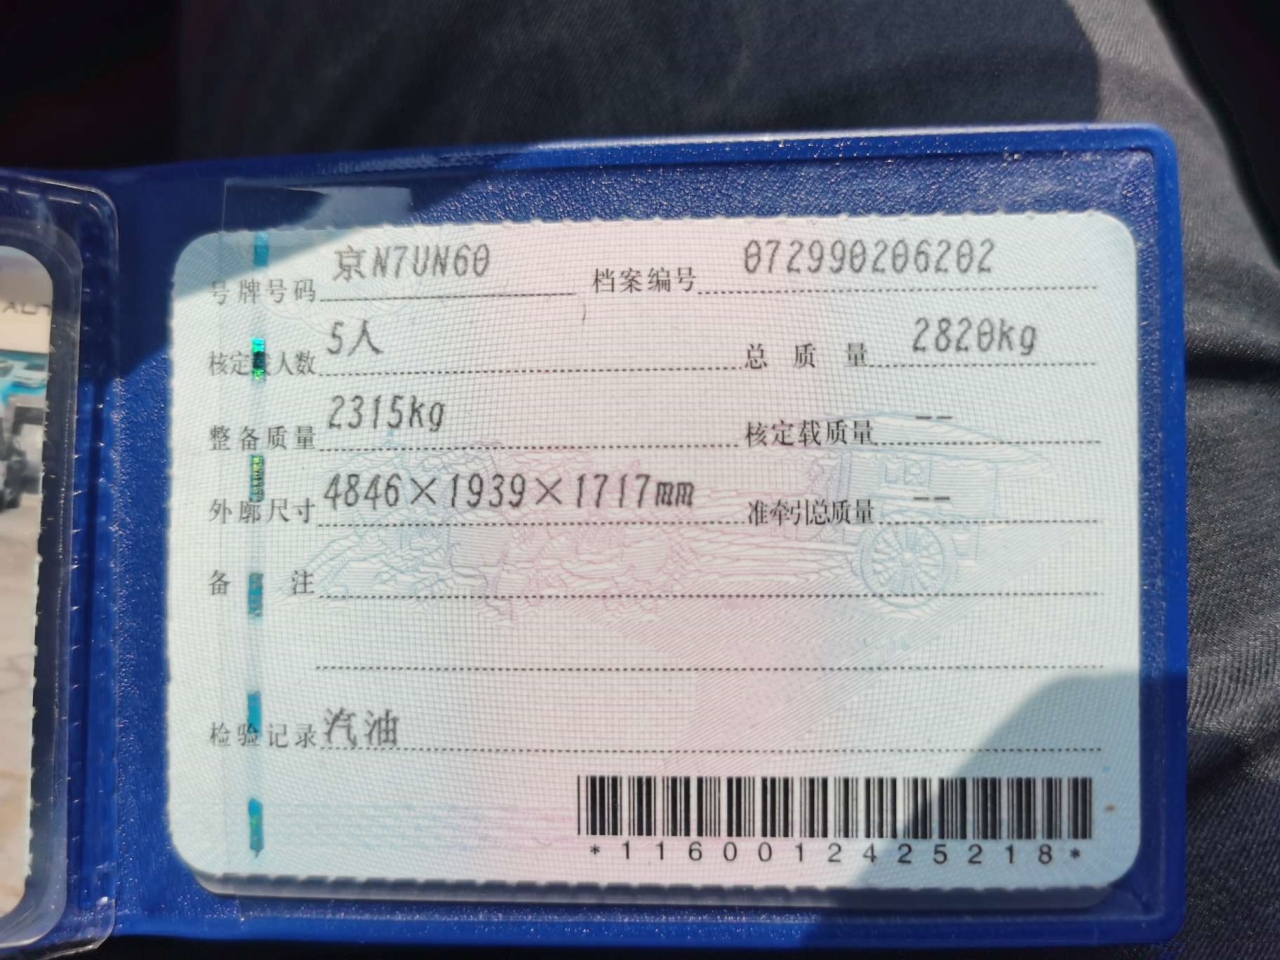 号牌号码 京N7UN60 档案编号 072990206202
核定载人数 5人 总质量 2820kg
整备质量 2315kg 核定载质量 --
外廓尺寸 4846×1939×1717mm 准牵引总质量 --
备注
检验记录 汽油
*1160012425218*